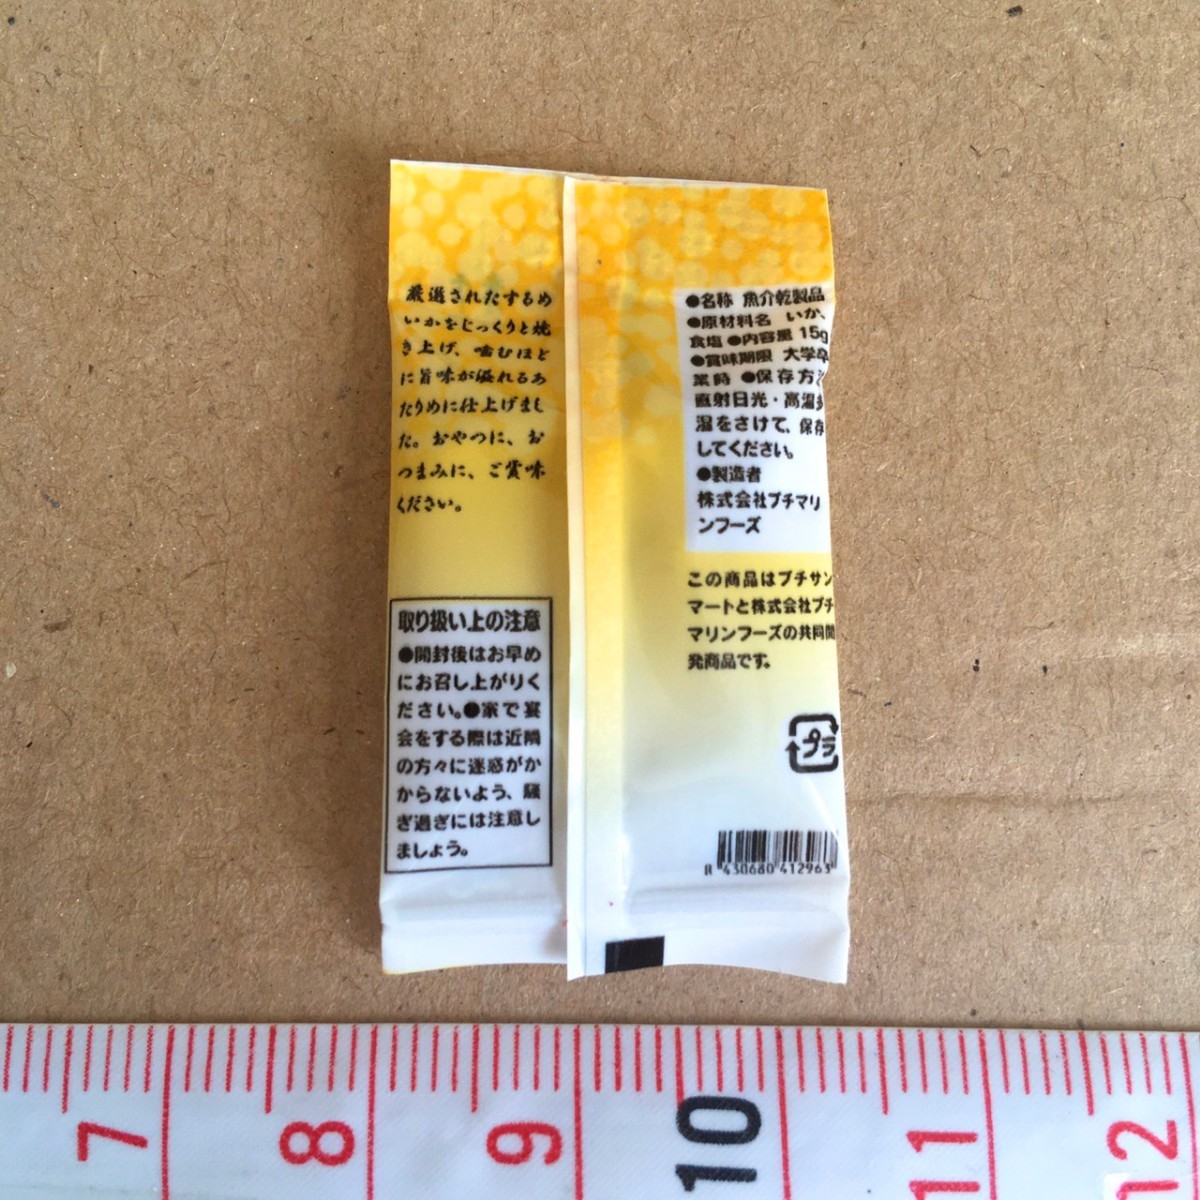 厳選されたするめ
いかをじっくりと焼
き上げ、噛むほど
に旨味が溢れるあ
たりめに仕上げまし
た。おやつに、お
つまみに、ご賞味
ください。
取り扱い上の注意
●開封後はお早め
にお召し上がりく
ださい。●家で宴
会をする際は近隣
の方々に迷惑がか
からないよう、騒
ぎ過ぎには注意し
ましょう。
●名称 魚介乾製品
●原材料名 いか、
食塩 ●内容量 15g
●賞味期限 大学卒
業時 ●保存方法
直射日光・高温多
湿をさけて、保存
してください。
●製造者
株式会社プチマリ
ンフーズ
この商品はプチサン
マートと株式会社プチ
マリンフーズの共同開
発商品です。
プラ
430680 412963
7 8 9 10 11 12